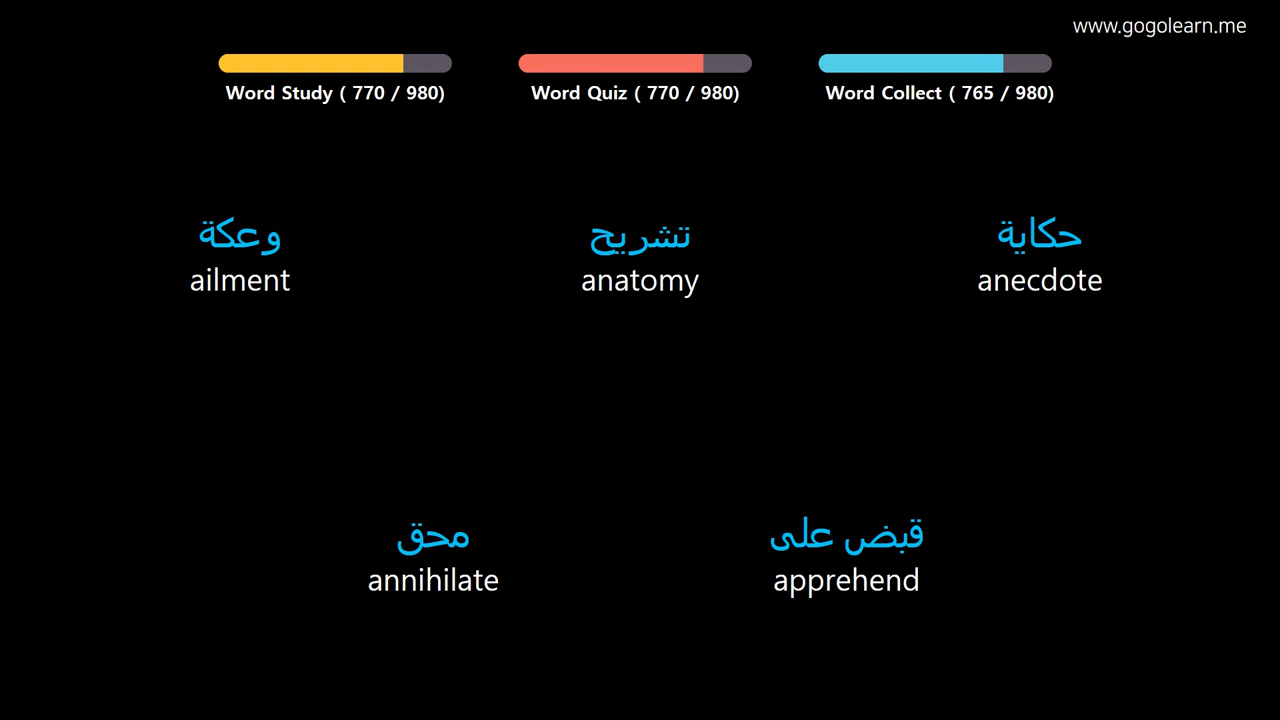 www.gogolearn.me
Word Study ( 770 / 980)
Word Quiz ( 770 / 980)
Word Collect ( 765 / 980)
وعكة
ailment
تشريح
anatomy
حكاية
anecdote
محق
annihilate
قبض على
apprehend